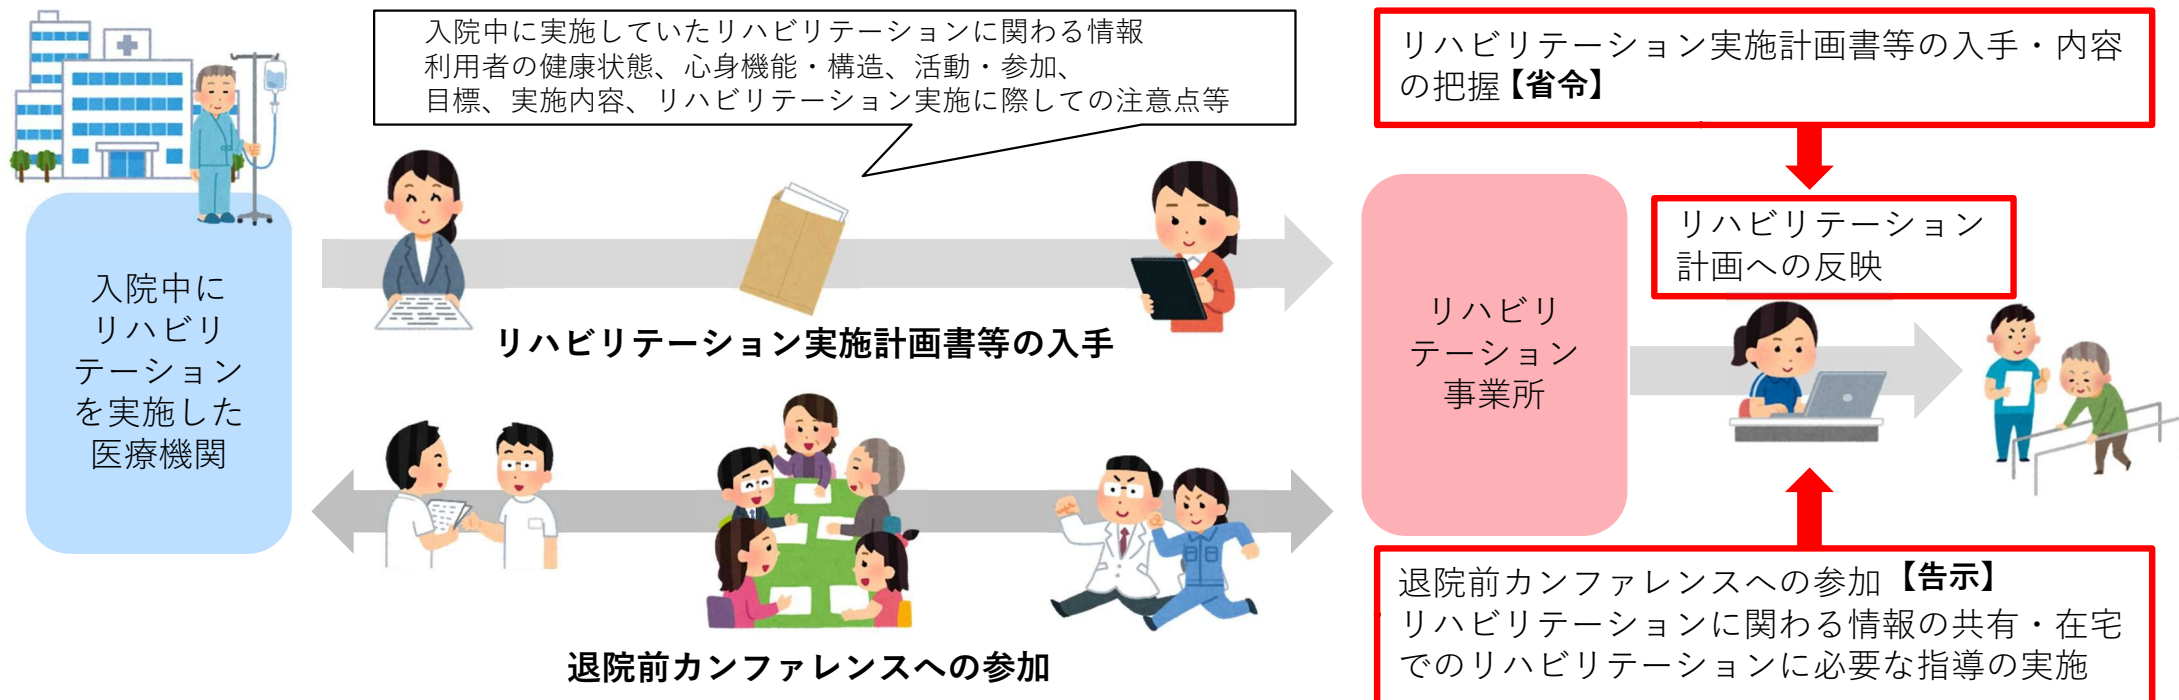 入院中に実施していたリハビリテーションに関わる情報
利用者の健康状態、心身機能・構造、活動・参加、
目標、実施内容、リハビリテーション実施に際しての注意点等
リハビリテーション実施計画書等の入手・内容
の把握【省令】
入院中に
リハビリ
テーション
を実施した
医療機関
リハビリテーション実施計画書等の入手
リハビリ
テーション
事業所
リハビリテーション
計画への反映
退院前カンファレンスへの参加
退院前カンファレンスへの参加【告示】
リハビリテーションに関わる情報の共有・在宅
でのリハビリテーションに必要な指導の実施